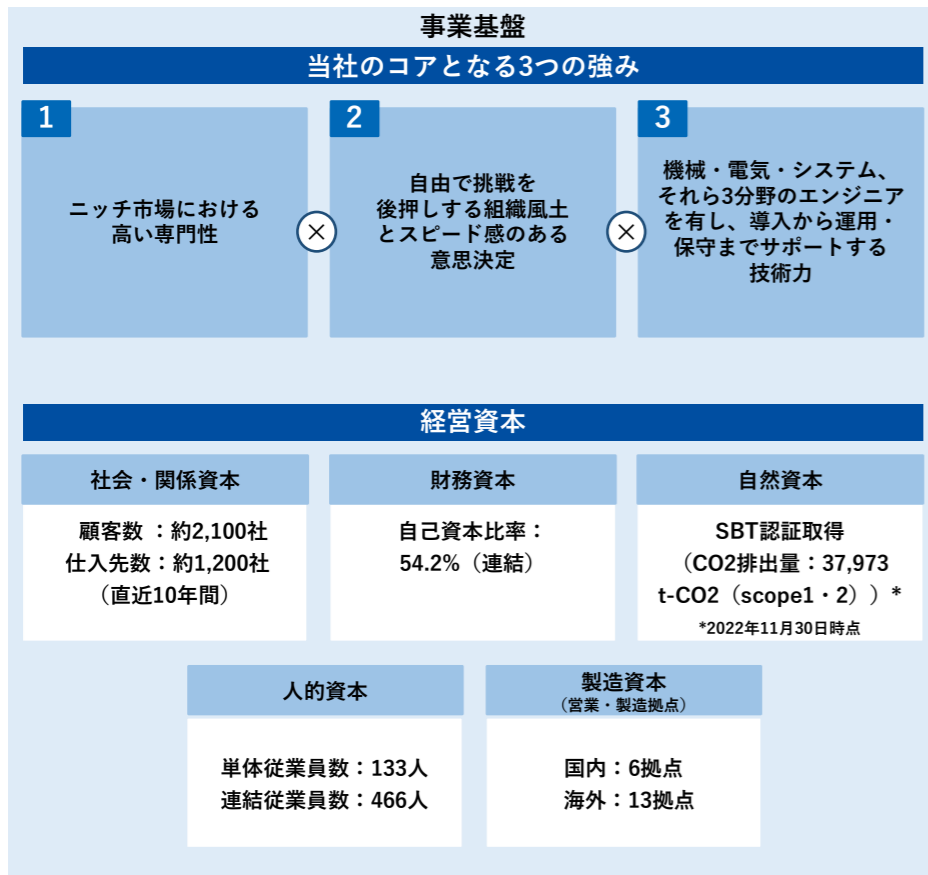 事業基盤
当社のコアとなる3つの強み
1
ニッチ市場における
高い専門性
×
2
自由で挑戦を
後押しする組織風土
とスピード感のある
意思決定
×
3
機械・電気・システム、
それら3分野のエンジニア
を有し、導入から運用・
保守までサポートする
技術力
経営資本
社会・関係資本
顧客数 ：約2,100社
仕入先数：約1,200社
（直近10年間）
財務資本
自己資本比率：
54.2%（連結）
自然資本
SBT認証取得
（CO2排出量：37,973
t-CO2（scope1・2））*
*2022年11月30日時点
人的資本
単体従業員数：133人
連結従業員数：466人
製造資本
（営業・製造拠点）
国内：6拠点
海外：13拠点